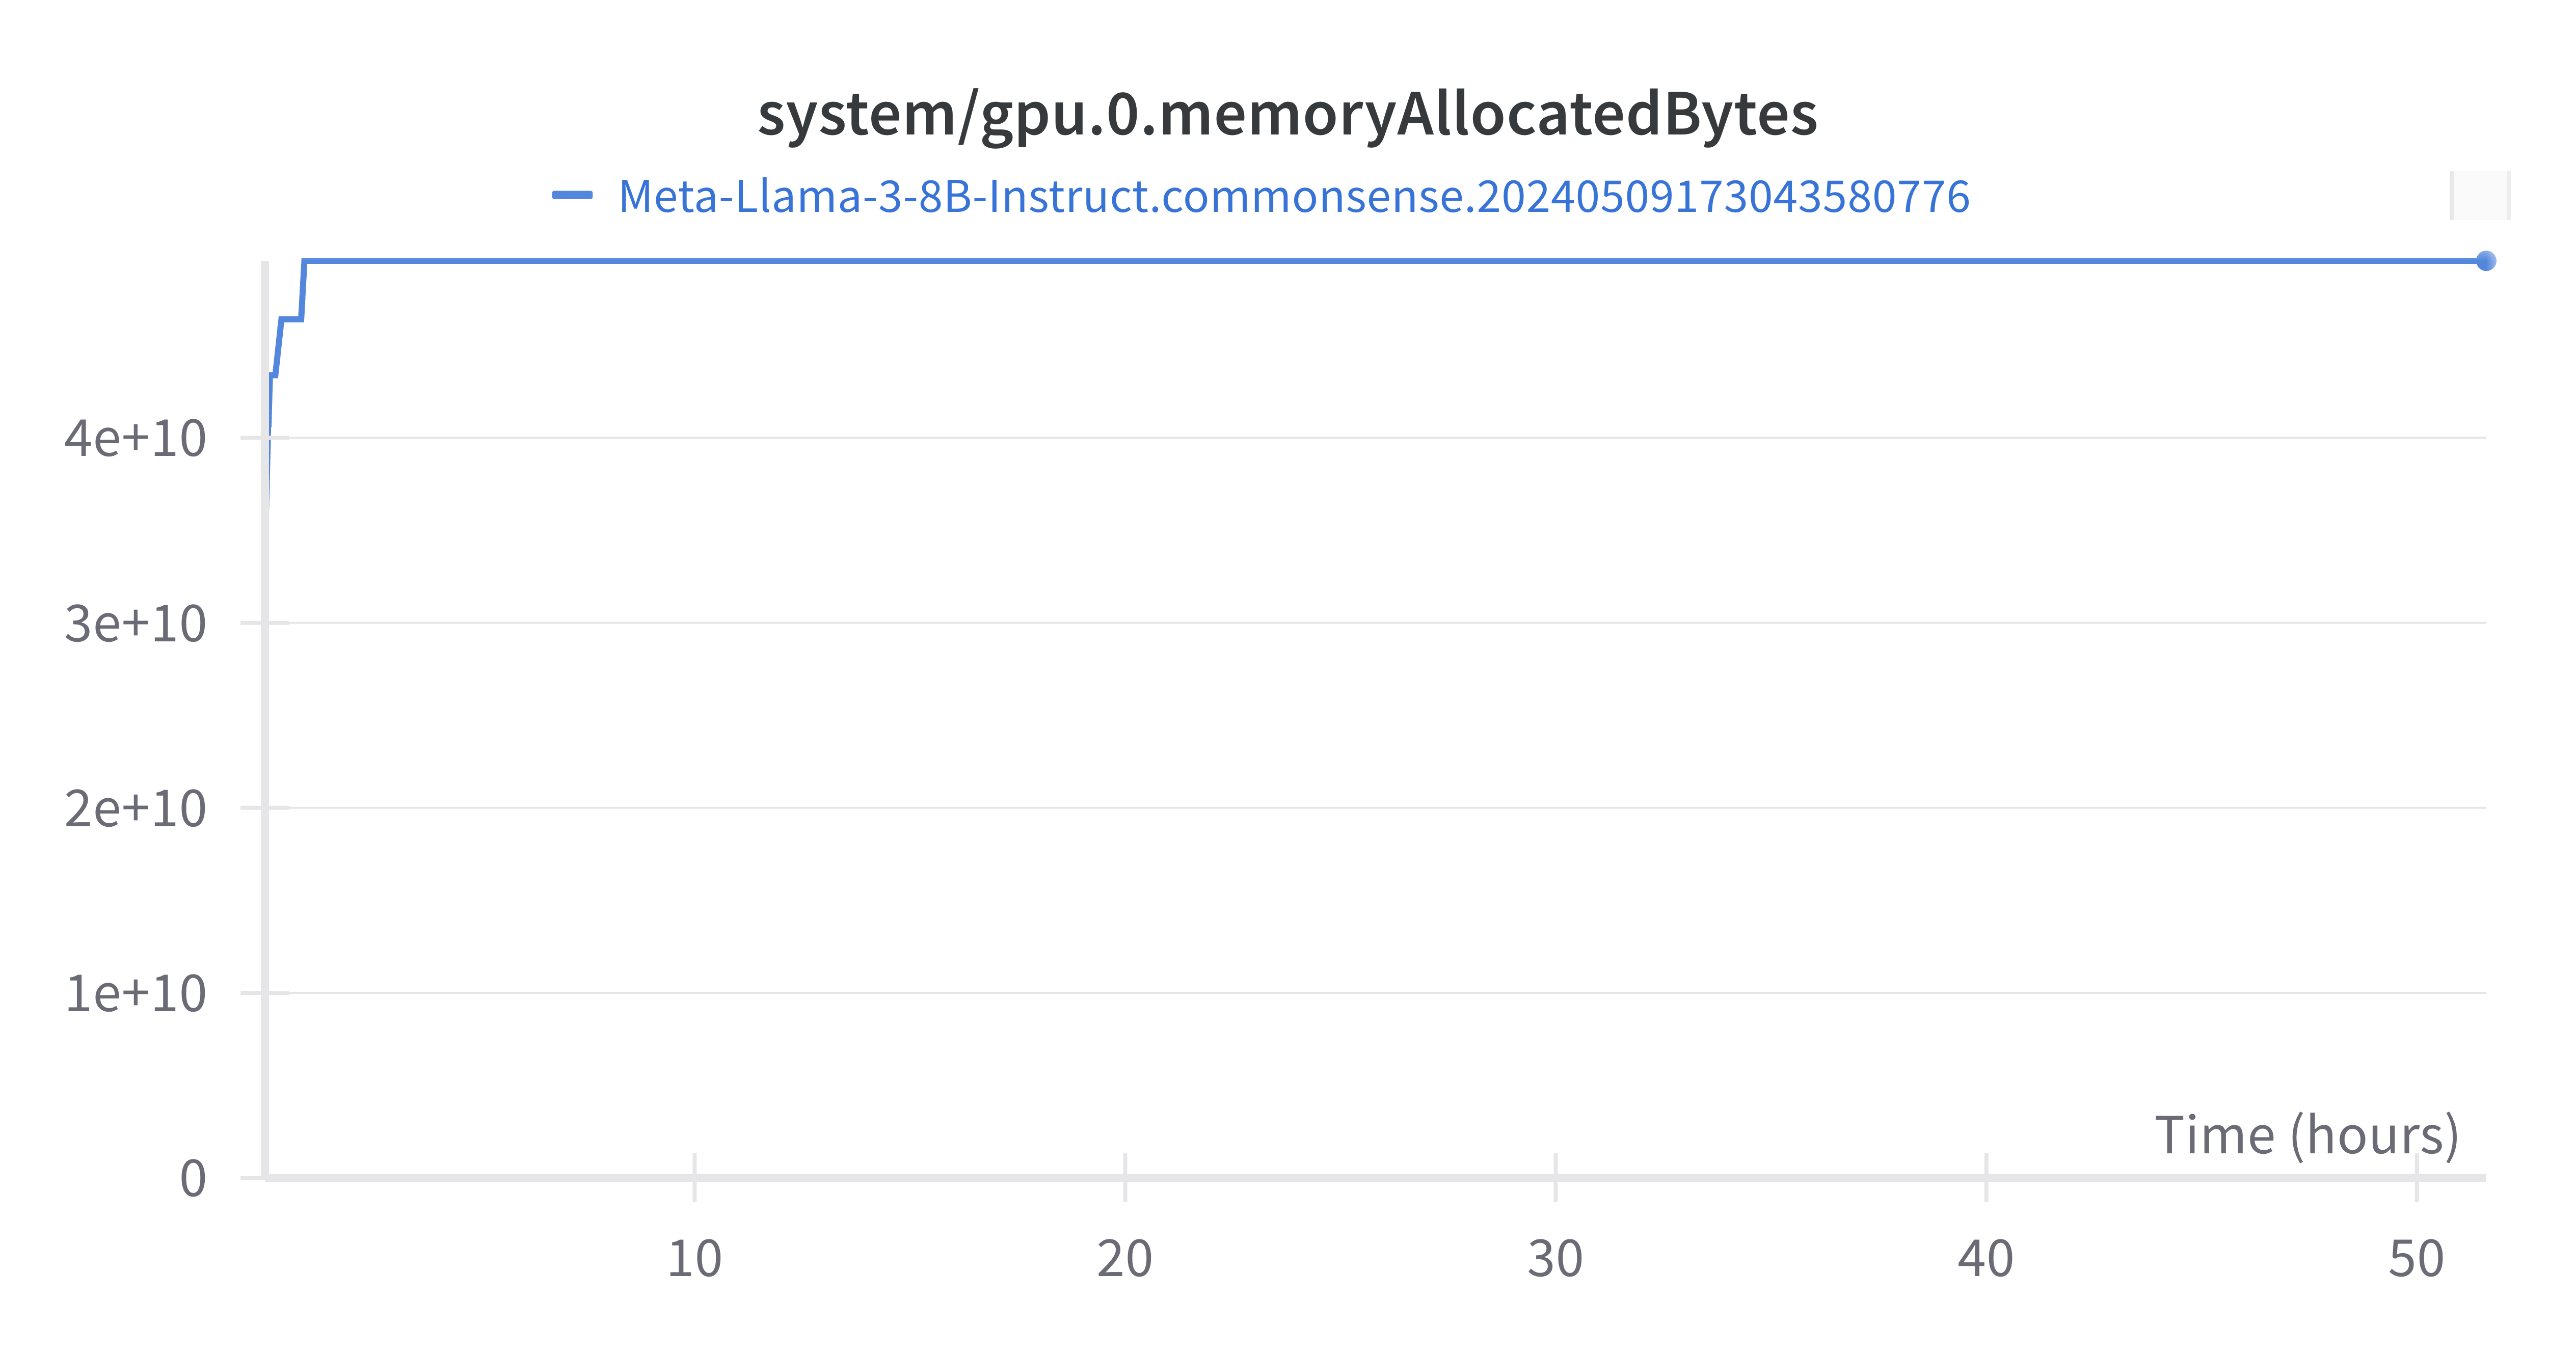 system/gpu.0.memoryAllocatedBytes
Meta-Llama-3-8B-Instruct.commonsense.20240509173043580776
4e+10
3e+10
2e+10
1e+10
0
Time (hours)
10 20 30 40 50